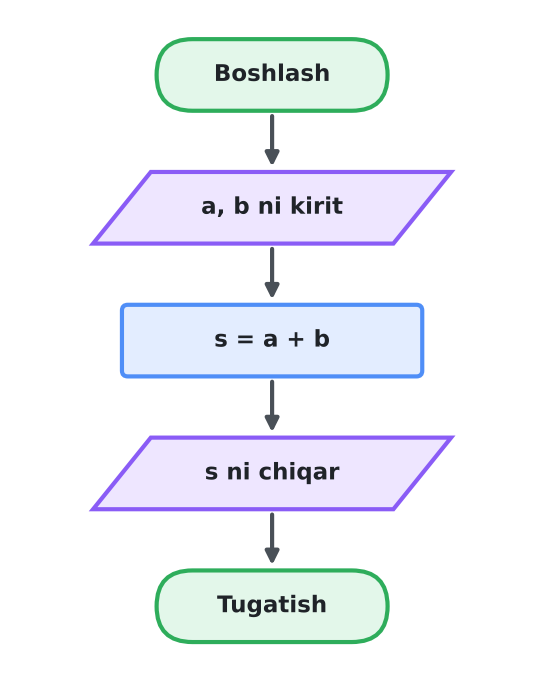 Boshlash
a, b ni kirit
s = a + b
s ni chiqar
Tugatish